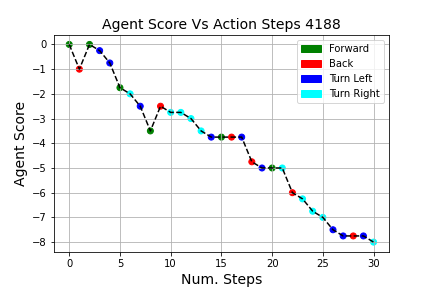 Agent Score Vs Action Steps 4188
Forward
Back
Turn Left
Turn Right
Agent Score
0
−1
−2
−3
−4
−5
−6
−7
−8
0 5 10 15 20 25 30
Num. Steps